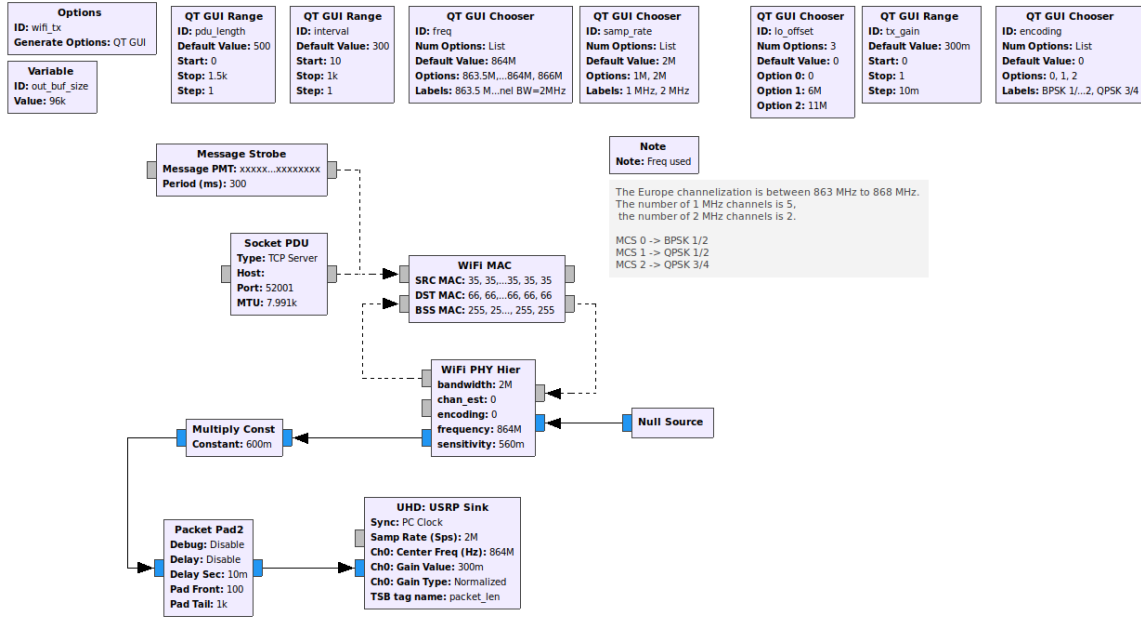 Options
ID: wifi_tx
Generate Options: QT GUI
Variable
ID: out_buf_size
Value: 96k
QT GUI Range
ID: pdu_length
Default Value: 500
Start: 0
Stop: 1.5k
Step: 1
QT GUI Range
ID: interval
Default Value: 300
Start: 10
Stop: 1k
Step: 1
QT GUI Chooser
ID: freq
Num Options: List
Default Value: 864M
Options: 863.5M,...864M, 866M
Labels: 863.5 M...nel BW=2MHz
QT GUI Chooser
ID: samp_rate
Num Options: List
Default Value: 2M
Options: 1M, 2M
Labels: 1 MHz, 2 MHz
QT GUI Chooser
ID: lo_offset
Num Options: 3
Default Value: 0
Option 0: 0
Option 1: 6M
Option 2: 11M
QT GUI Range
ID: tx_gain
Default Value: 300m
Start: 0
Stop: 1
Step: 10m
QT GUI Chooser
ID: encoding
Num Options: List
Default Value: 0
Options: 0, 1, 2
Labels: BPSK 1/...2, QPSK 3/4
Message Strobe
Message PMT: xxxxx...xxxxxxxx
Period (ms): 300
Note
Note: Freq used
The Europe channelization is between 863 MHz to 868 MHz.
The number of 1 MHz channels is 5,
the number of 2 MHz channels is 2.
MCS 0 -> BPSK 1/2
MCS 1 -> QPSK 1/2
MCS 2 -> QPSK 3/4
Socket PDU
Type: TCP Server
Host:
Port: 52001
MTU: 7.991k
WiFi MAC
SRC MAC: 35, 35,...35, 35, 35
DST MAC: 66, 66,...66, 66, 66
BSS MAC: 255, 25..., 255, 255
WiFi PHY Hier
bandwidth: 2M
chan_est: 0
encoding: 0
frequency: 864M
sensitivity: 560m
Null Source
Multiply Const
Constant: 600m
Packet Pad2
Debug: Disable
Delay: Disable
Delay Sec: 10m
Pad Front: 100
Pad Tail: 1k
UHD: USRP Sink
Sync: PC Clock
Samp Rate (Sps): 2M
Ch0: Center Freq (Hz): 864M
Ch0: Gain Value: 300m
Ch0: Gain Type: Normalized
TSB tag name: packet_len